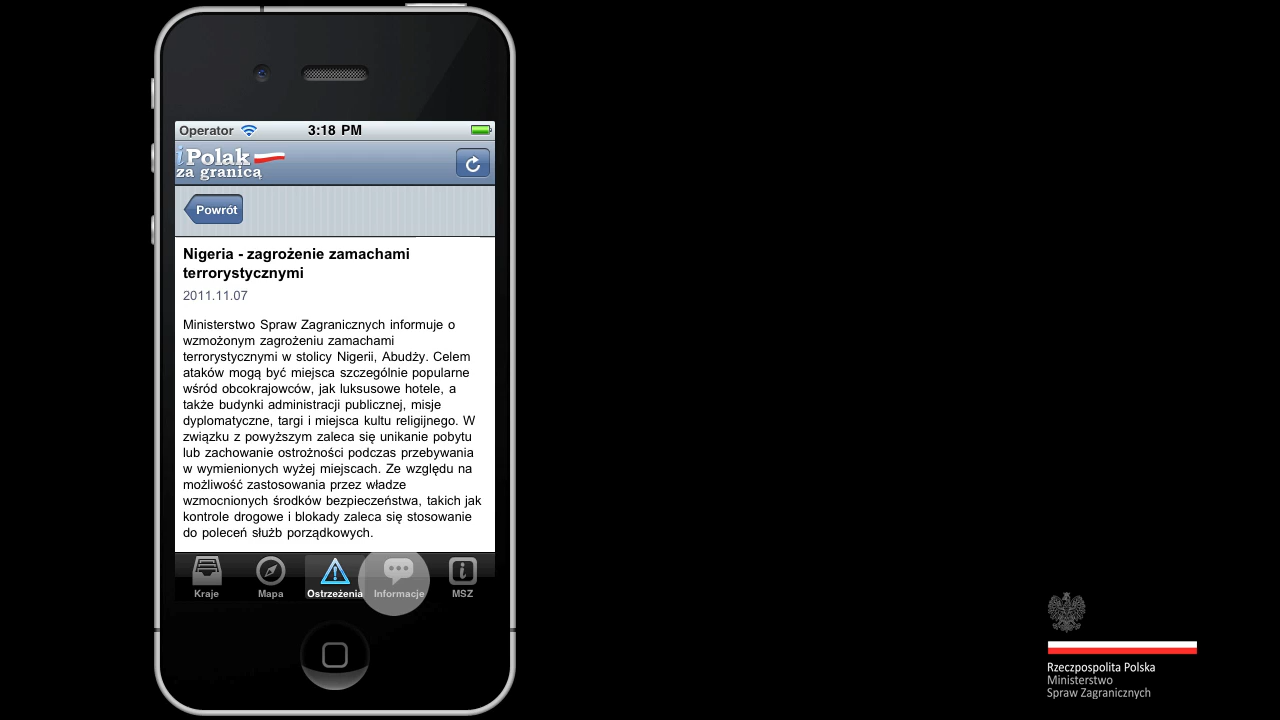 Operator
3:18 PM
iPolak
za granicą
Powrót
Nigeria - zagrożenie zamachami
terrorystycznymi
2011.11.07
Ministerstwo Spraw Zagranicznych informuje o
wzmożonym zagrożeniu zamachami
terrorystycznymi w stolicy Nigerii, Abudży. Celem
ataków mogą być miejsca szczególnie popularne
wśród obcokrajowców, jak luksusowe hotele, a
także budynki administracji publicznej, misje
dyplomatyczne, targi i miejsca kultu religijnego. W
związku z powyższym zaleca się unikanie pobytu
lub zachowanie ostrożności podczas przebywania
w wymienionych wyżej miejscach. Ze względu na
możliwość zastosowania przez władze
wzmocnionych środków bezpieczeństwa, takich jak
kontrole drogowe i blokady zaleca się stosowanie
do poleceń służb porządkowych.
Kraje
Mapa
Ostrzeżenia
Informacje
MSZ
Rzeczpospolita Polska
Ministerstwo
Spraw Zagranicznych